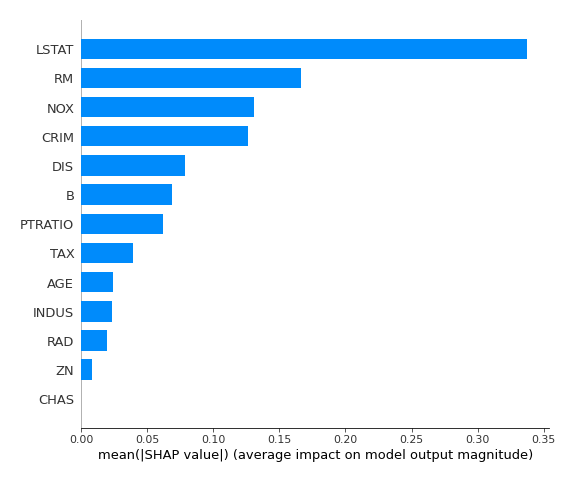 LSTAT
RM
NOX
CRIM
DIS
B
PTRATIO
TAX
AGE
INDUS
RAD
ZN
CHAS
0.00 0.05 0.10 0.15 0.20 0.25 0.30 0.35
mean(|SHAP value|) (average impact on model output magnitude)